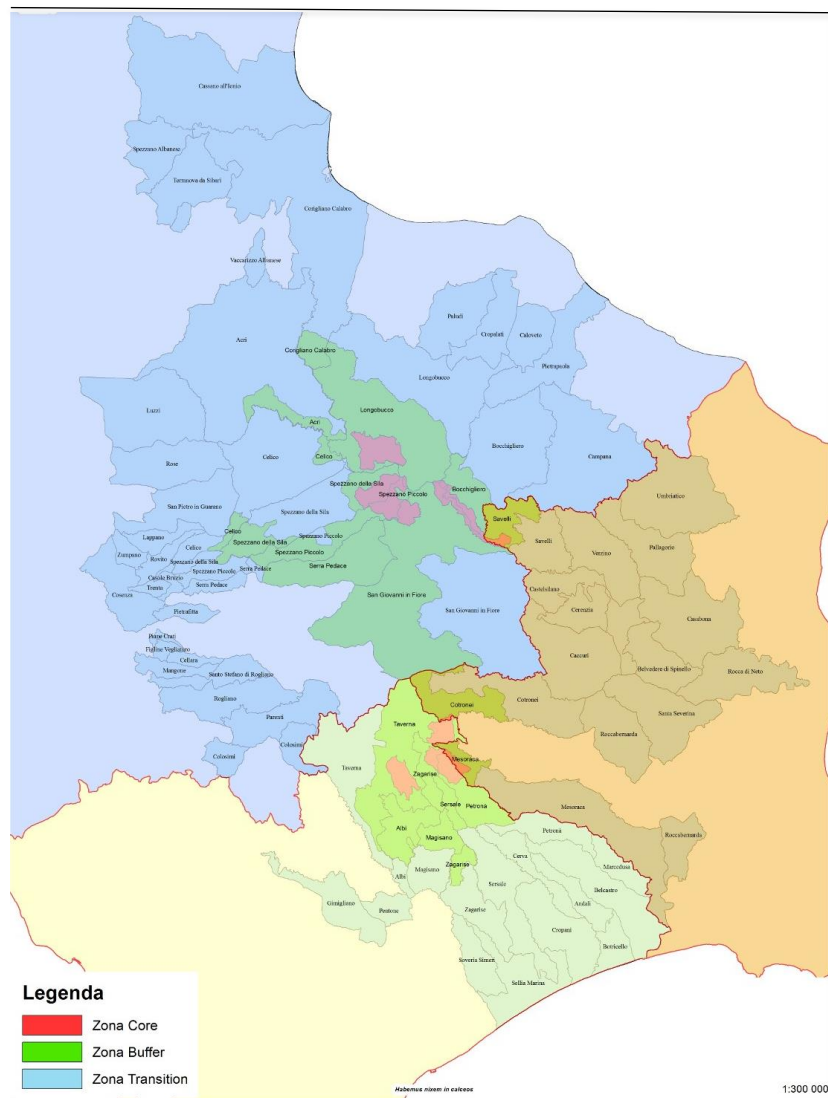 Cassano all'Ionio
Spezzano Albanese
Terranova da Sibari
Corigliano Calabro
Vaccarizzo Albanese
Paludi
Cropalati
Caloveto
Acri
Corigliano Calabro
Pietrapaola
Longobucco
Luzzi
Longobucco
Acri
Bocchigliero
Campana
Rose
Celico
Celico
Bocchigliero
Spezzano della Sila
Spezzano Piccolo
Umbriatico
San Pietro in Guarano
Spezzano della Sila
Savelli
Celico
Lappano
Spezzano Piccolo
Savelli
Verzino
Pallagorio
Zumpano
Rovito
Celico
Spezzano della Sila
Spezzano Piccolo
Spezzano della Sila
Spezzano Piccolo
Serra Pedace
Serra Pedace
Casole Bruzio
Trenta
Serra Pedace
Cosenza
Castelsilano
San Giovanni in Fiore
San Giovanni in Fiore
Cerenzia
Casabona
Pietrafitta
Piane Crati
Figline Vegliaturo
Cellara
Mangone
Santo Stefano di Rogliano
Caccuri
Belvedere di Spinello
Rocca di Neto
Rogliano
Cotronei
Cotronei
Parenti
Santa Severina
Taverna
Roccabernarda
Colosimi
Colosimi
Taverna
Mesoraca
Zagarise
Sersale
Petronà
Mesoraca
Albi
Magisano
Petronà
Roccabernarda
Zagarise
Cerva
Marcedusa
Albi
Magisano
Sersale
Belcastro
Gimigliano
Pentone
Zagarise
Andali
Cropani
Botricello
Soveria Simeri
Sellia Marina
Legenda
Zona Core
Zona Buffer
Zona Transition
Habemus nixem in calceos
1:300 000